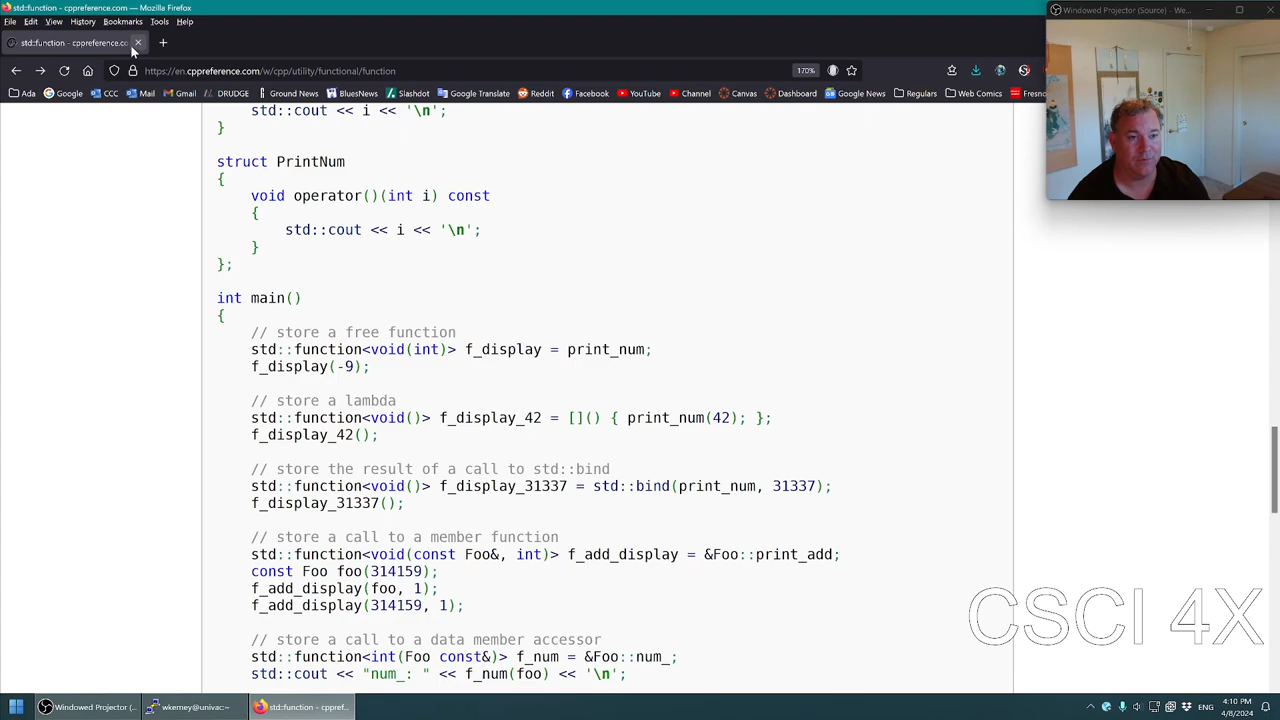 std::function - cppreference.com — Mozilla Firefox
Windowed Projector (Source) - We...
File Edit View History Bookmarks Tools Help
std::function - cppreference.co
https://en.cppreference.com/w/cpp/utility/functional/function
170%
Ada Google CCC Mail Gmail DRUDGE Ground News BluesNews Slashdot Google Translate Reddit Facebook YouTube Channel Canvas Dashboard Google News Regulars Web Comics Fresno
std::cout << i << '\n';
}
struct PrintNum
{
void operator()(int i) const
{
std::cout << i << '\n';
}
};
int main()
{
// store a free function
std::function<void(int)> f_display = print_num;
f_display(-9);
// store a lambda
std::function<void()> f_display_42 = []() { print_num(42); };
f_display_42();
// store the result of a call to std::bind
std::function<void()> f_display_31337 = std::bind(print_num, 31337);
f_display_31337();
// store a call to a member function
std::function<void(const Foo&, int)> f_add_display = &Foo::print_add;
const Foo foo(314159);
f_add_display(foo, 1);
f_add_display(314159, 1);
// store a call to a data member accessor
std::function<int(Foo const&)> f_num = &Foo::num_;
std::cout << "num_: " << f_num(foo) << '\n';
CSCI 4X
Windowed Projector (... wkerney@univac: ~ std::function - cppref...
ENG
4:10 PM
4/8/2024